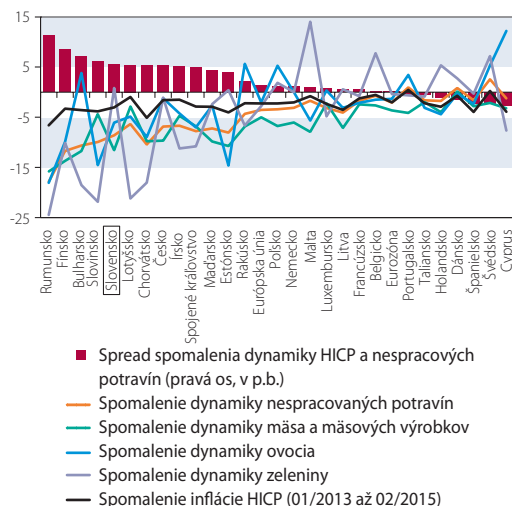 15
5
-5
-15
-25
Rumunsko
Fínsko
Bulharsko
Slovinsko
Slovensko
Lotyšsko
Chorvátsko
Česko
Írsko
Spojené kráľovstvo
Maďarsko
Estónsko
Rakúsko
Európska únia
Poľsko
Nemecko
Malta
Luxembursko
Litva
Francúzsko
Belgicko
Eurozóna
Portugalsko
Taliansko
Holandsko
Dánsko
Španielsko
Švédsko
Cyprus
Spread spomalenia dynamiky HICP a nespracových
potravín (pravá os, v p.b.)
Spomalenie dynamiky nespracovaných potravín
Spomalenie dynamiky mäsa a mäsových výrobkov
Spomalenie dynamiky ovocia
Spomalenie dynamiky zeleniny
Spomalenie inflácie HICP (01/2013 až 02/2015)